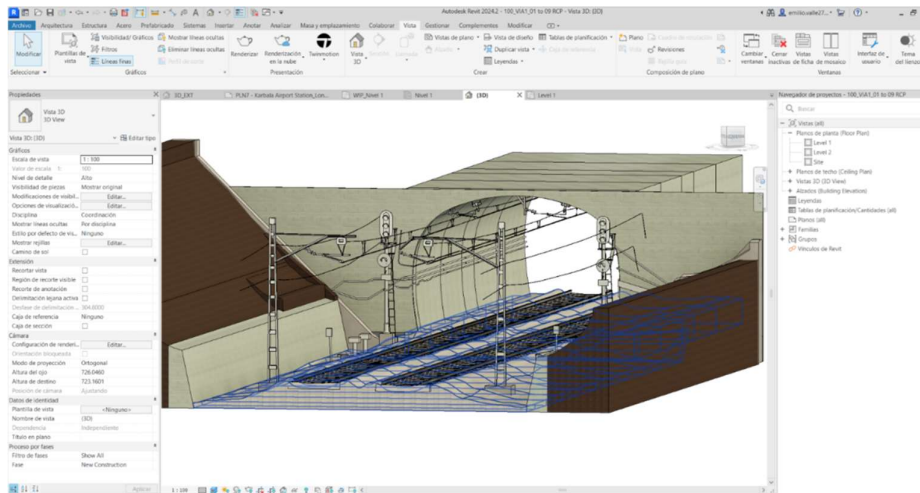 Autodesk Revit 2024.2 - 100_VIA1_01 to 09 RCP - Vista 3D: {3D}
Archivo Arquitectura Estructura Acero Prefabricado Sistemas Insertar Anotar Analizar Masa y emplazamiento Colaborar Vista Gestionar Complementos Modificar
Modificar
Plantillas de vista
Visibilidad/ Gráficos
Filtros
Líneas finas
Mostrar líneas ocultas
Eliminar líneas ocultas
Renderizar
Renderización en la nube
Twinmotion
Vista 3D
Vistas de plano
Vista de diseño
Duplicar vista
Leyendas
Tablas de planificación
Plano
Revisiones
Cambiar ventanas
Cerrar inactivas
Vistas de ficha
Vistas de mosaico
Interfaz de usuario
Tema del lienzo
Seleccionar
Gráficos
Presentación
Crear
Composición de plano
Ventanas
Propiedades
3D_EXT
WIP_Nivel 1
Nivel 1
{3D}
Level 1
Navegador de proyectos - 100_VIA1_01 to 09 RCP
Vista 3D
3D View
Vista 3D: {3D}
Editar tipo
Gráficos
Escala de vista 1 : 100
Valor de escala 1: 100
Nivel de detalle Alto
Visibilidad de piezas Mostrar original
Modificaciones de visibil... Editar...
Opciones de visualizació... Editar...
Disciplina Coordinación
Mostrar líneas ocultas Por disciplina
Estilo por defecto de vis... Ninguno
Mostrar rejillas Editar...
Camino de sol
Extensión
Recortar vista
Región de recorte visible
Recorte de anotación
Delimitación lejana activa
Desfase de delimitación ... 304.8000
Caja de referencia Ninguno
Caja de sección
Cámara
Configuración de renderi... Editar...
Orientación bloqueada
Modo de proyección Ortogonal
Altura del ojo 726.0460
Altura de destino 723.1601
Posición de cámara Ajustando
Datos de identidad
Plantilla de vista <Ninguno>
Nombre de vista {3D}
Dependencia Independiente
Título en plano
Proceso por fases
Filtro de fases Show All
Fase New Construction
Aplicar
1 : 100
Buscar
Vistas (all)
Planos de planta (Floor Plan)
Level 1
Level 2
Site
Planos de techo (Ceiling Plan)
Vistas 3D (3D View)
Alzados (Building Elevation)
Leyendas
Tablas de planificación/Cantidades (all)
Planos (all)
Familias
Grupos
Vínculos de Revit